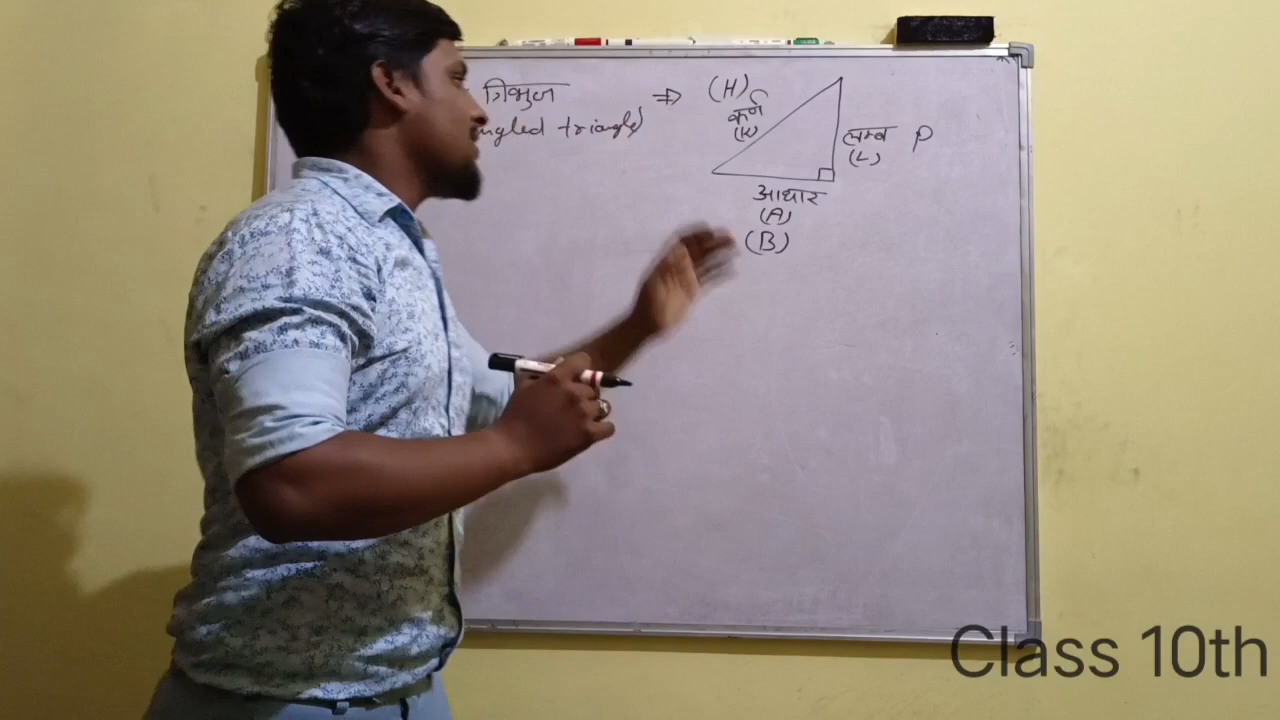 त्रिभुज ⇒
angled triangle)
(H)
कर्ण
(K)
लम्ब P
(L)
आधार
(A)
(B)
Class 10th